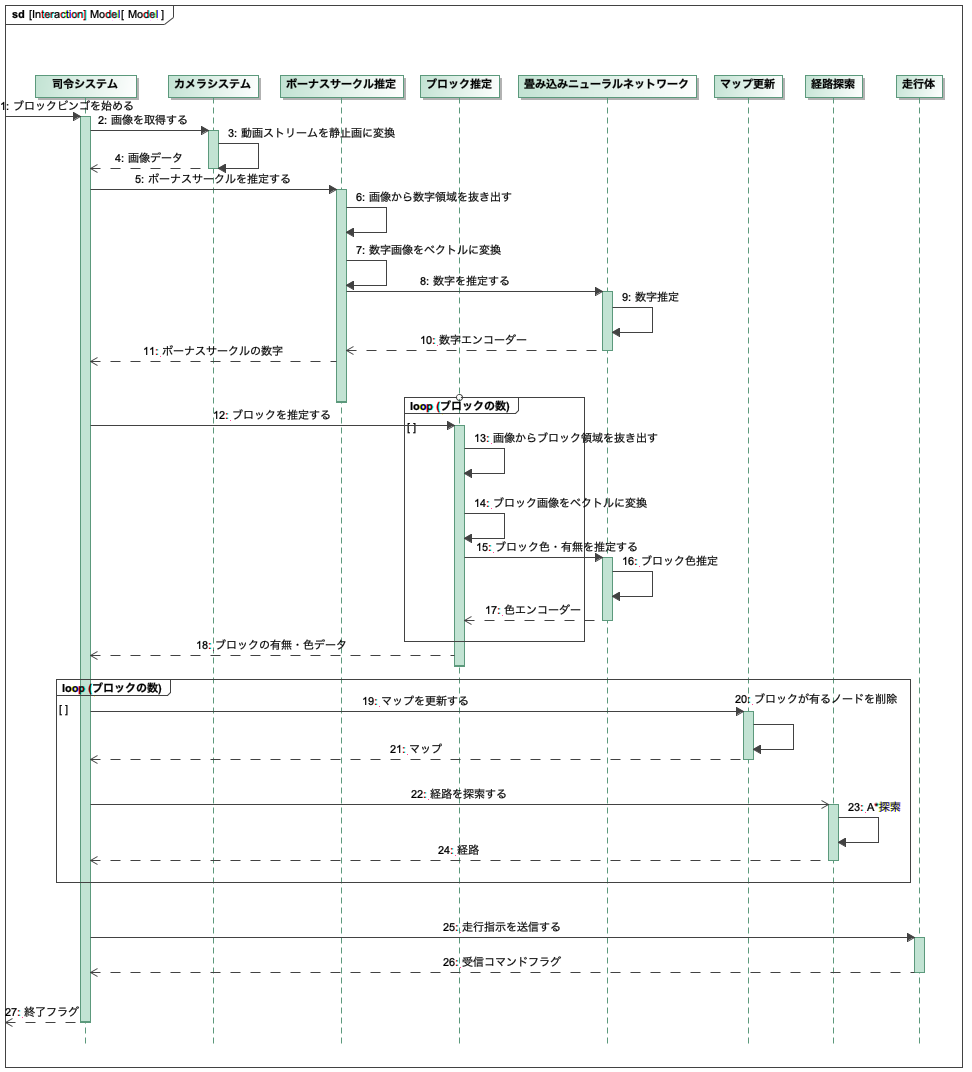 sd [Interaction] Model[ Model ]
司令システム
カメラシステム
ボーナスサークル推定
ブロック推定
畳み込みニューラルネットワーク
マップ更新
経路探索
走行体
1: ブロックビンゴを始める
2: 画像を取得する
3: 動画ストリームを静止画に変換
4: 画像データ
5: ボーナスサークルを推定する
6: 画像から数字領域を抜き出す
7: 数字画像をベクトルに変換
8: 数字を推定する
9: 数字推定
10: 数字エンコーダー
11: ボーナスサークルの数字
loop (ブロックの数)
12: ブロックを推定する
[ ]
13: 画像からブロック領域を抜き出す
14: ブロック画像をベクトルに変換
15: ブロック色・有無を推定する
16: ブロック色推定
17: 色エンコーダー
18: ブロックの有無・色データ
loop (ブロックの数)
[ ]
19: マップを更新する
20: ブロックが有るノードを削除
21: マップ
22: 経路を探索する
23: A*探索
24: 経路
25: 走行指示を送信する
26: 受信コマンドフラグ
27: 終了フラグ